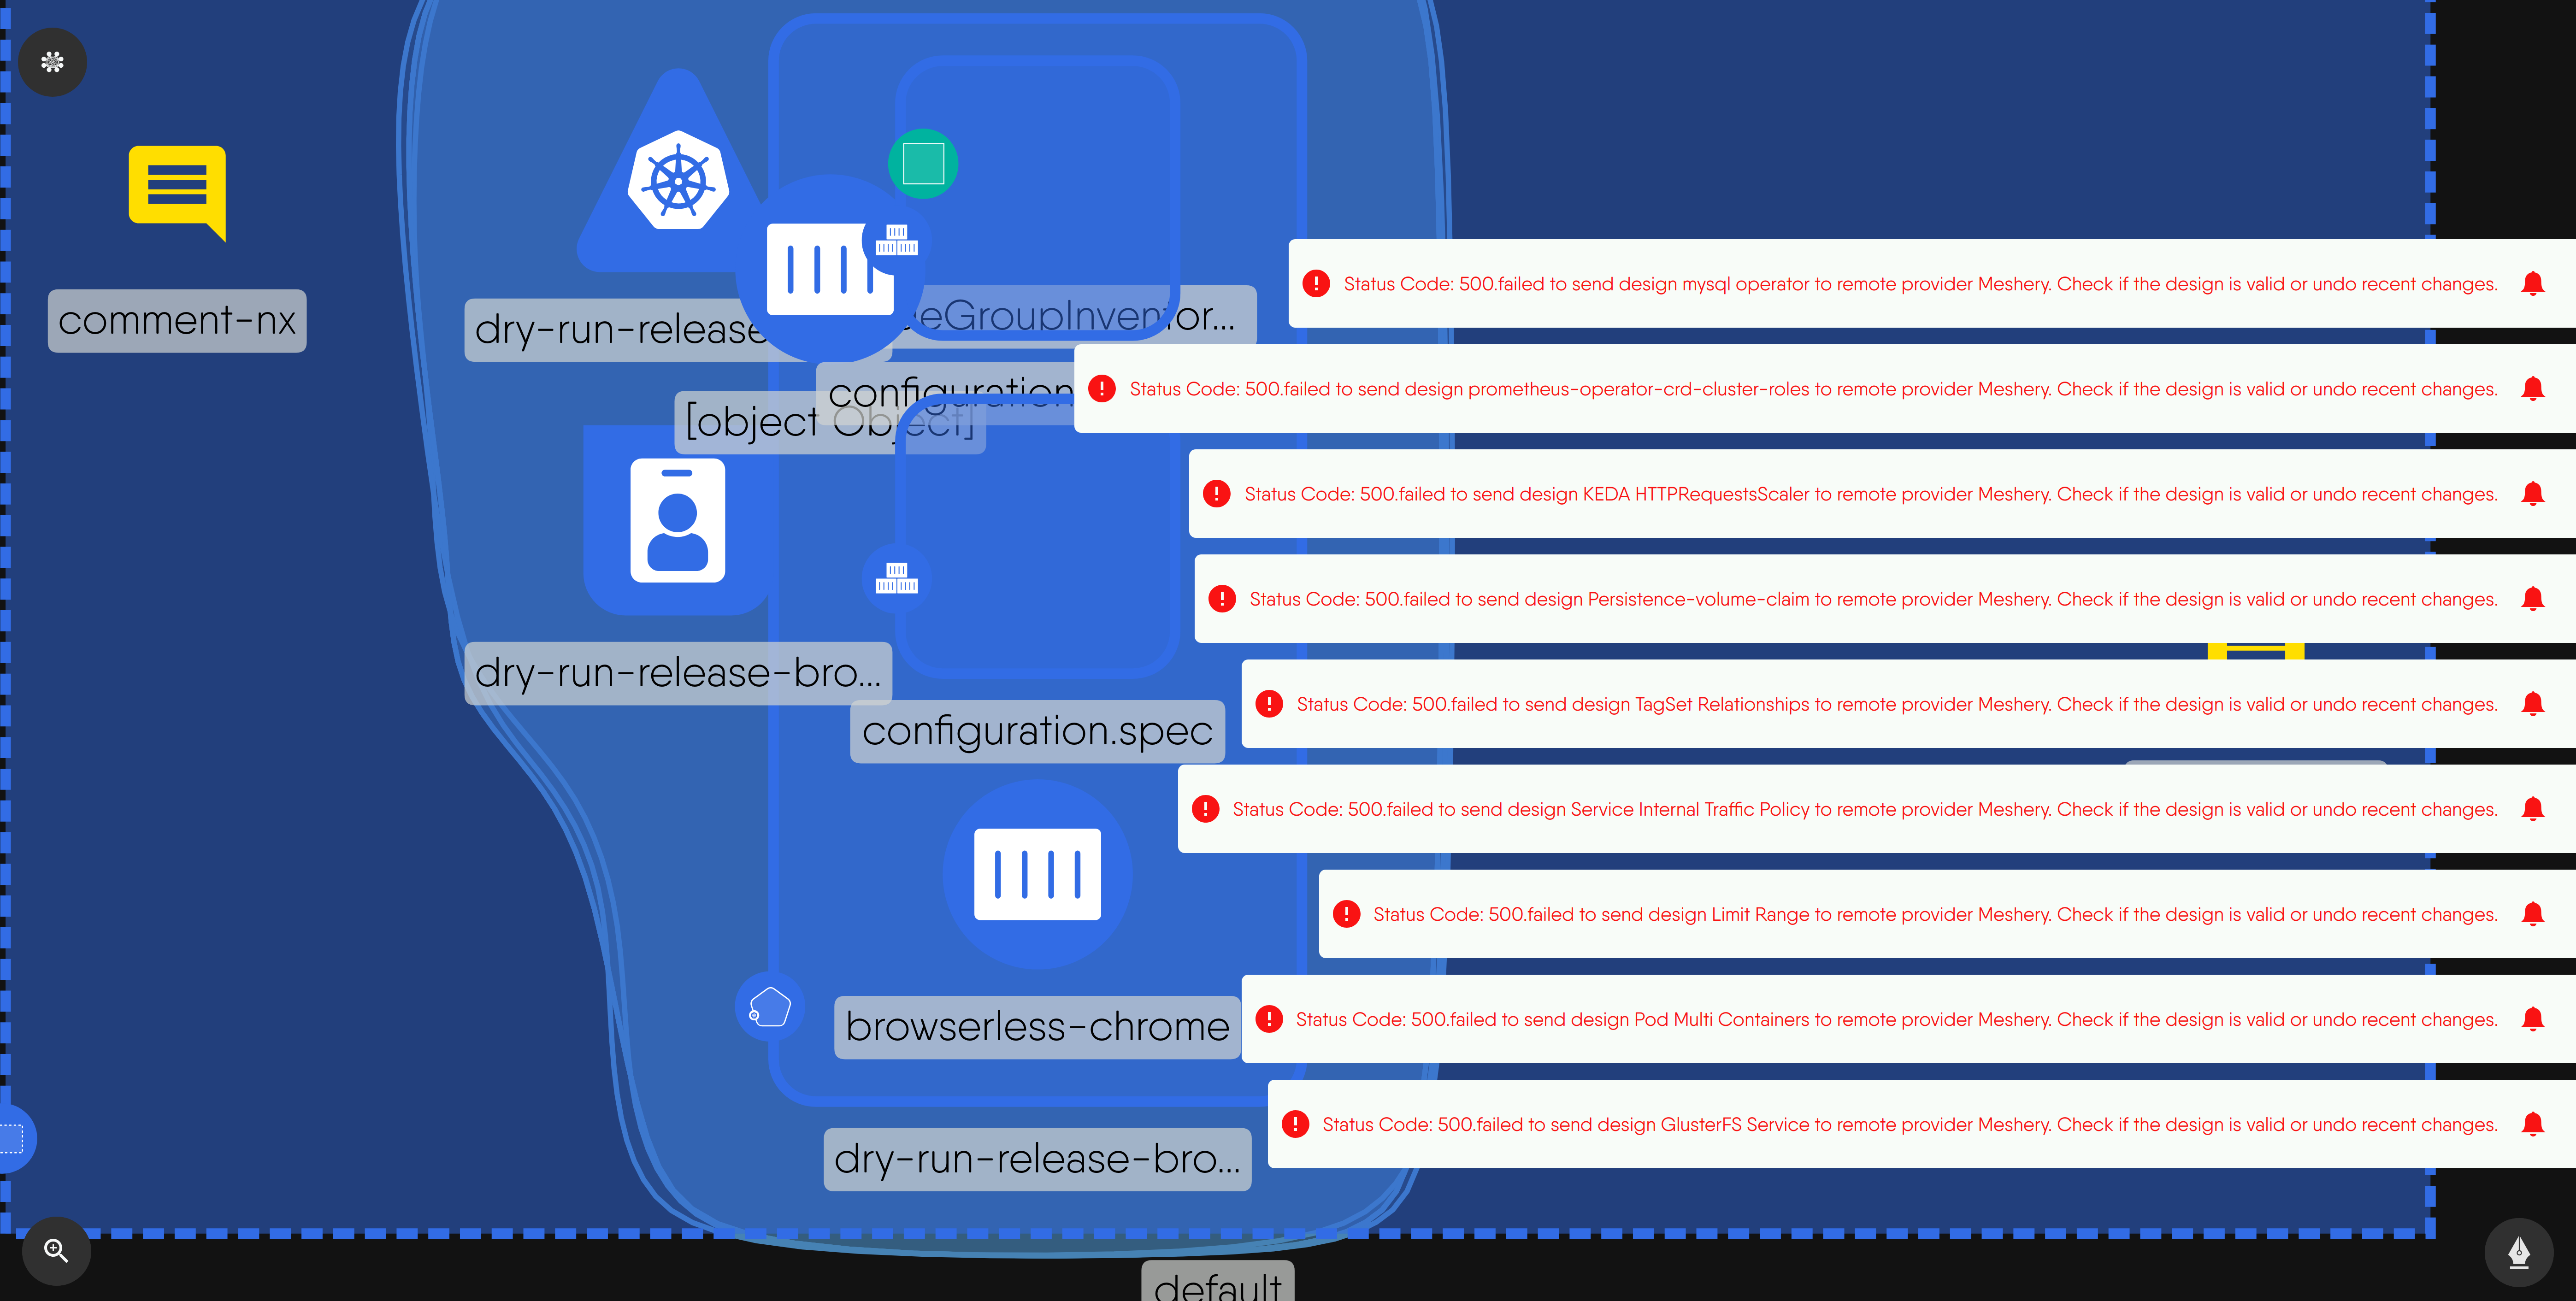 comment-nx
dry-run-release
eGroupInventor...
configuration
[object Object]
dry-run-release-bro...
configuration.spec
browserless-chrome
dry-run-release-bro...
default
Status Code: 500.failed to send design mysql operator to remote provider Meshery. Check if the design is valid or undo recent changes.
Status Code: 500.failed to send design prometheus-operator-crd-cluster-roles to remote provider Meshery. Check if the design is valid or undo recent changes.
Status Code: 500.failed to send design KEDA HTTPRequestsScaler to remote provider Meshery. Check if the design is valid or undo recent changes.
Status Code: 500.failed to send design Persistence-volume-claim to remote provider Meshery. Check if the design is valid or undo recent changes.
Status Code: 500.failed to send design TagSet Relationships to remote provider Meshery. Check if the design is valid or undo recent changes.
Status Code: 500.failed to send design Service Internal Traffic Policy to remote provider Meshery. Check if the design is valid or undo recent changes.
Status Code: 500.failed to send design Limit Range to remote provider Meshery. Check if the design is valid or undo recent changes.
Status Code: 500.failed to send design Pod Multi Containers to remote provider Meshery. Check if the design is valid or undo recent changes.
Status Code: 500.failed to send design GlusterFS Service to remote provider Meshery. Check if the design is valid or undo recent changes.